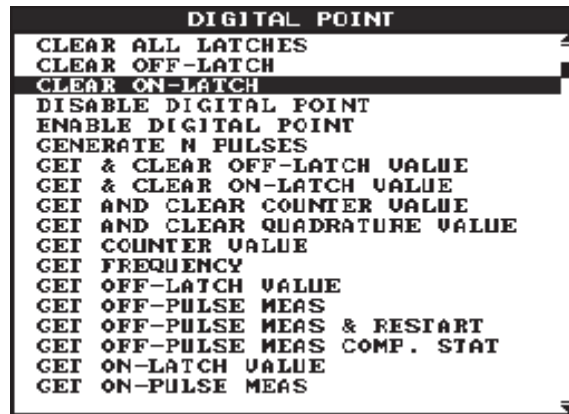 DIGITAL POINT
CLEAR ALL LATCHES
CLEAR OFF-LATCH
CLEAR ON-LATCH
DISABLE DIGITAL POINT
ENABLE DIGITAL POINT
GENERATE N PULSES
GET & CLEAR OFF-LATCH VALUE
GET & CLEAR ON-LATCH VALUE
GET AND CLEAR COUNTER VALUE
GET AND CLEAR QUADRATURE VALUE
GET COUNTER VALUE
GET FREQUENCY
GET OFF-LATCH VALUE
GET OFF-PULSE MEAS
GET OFF-PULSE MEAS & RESTART
GET OFF-PULSE MEAS COMP. STAT
GET ON-LATCH VALUE
GET ON-PULSE MEAS